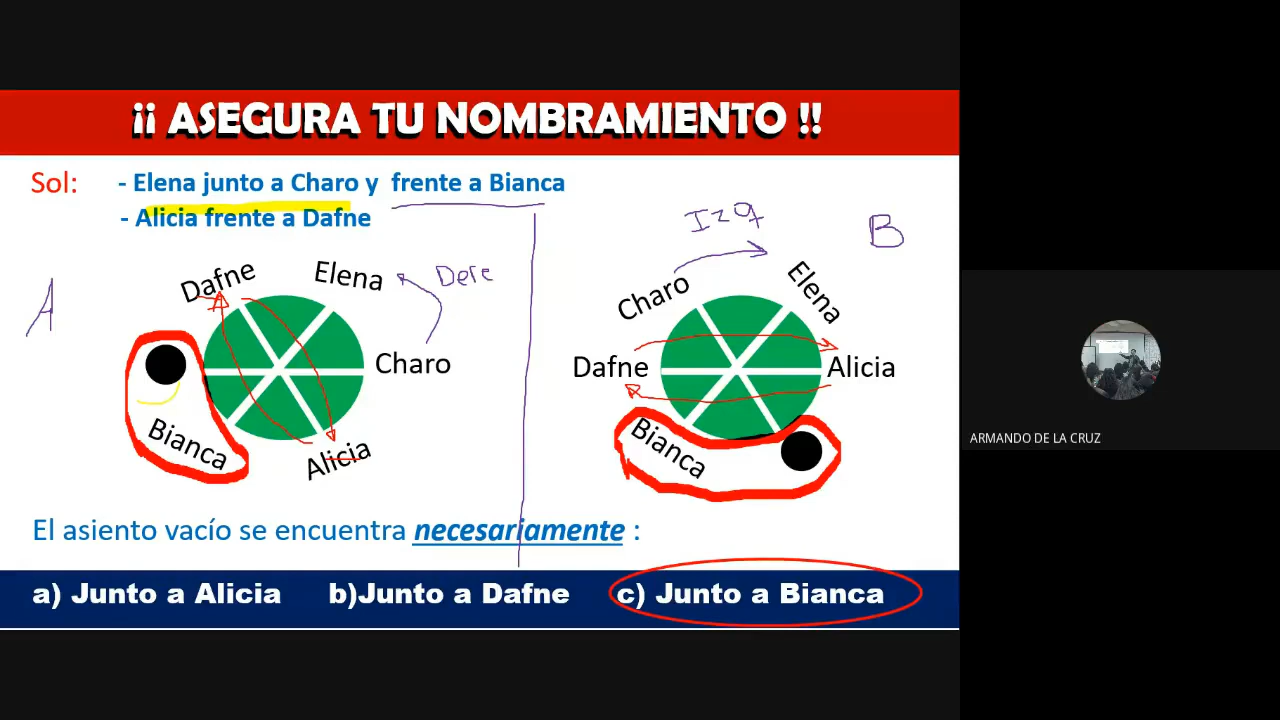 ¡¡ ASEGURA TU NOMBRAMIENTO !!
Sol: - Elena junto a Charo y frente a Bianca
- Alicia frente a Dafne
A
Dafne
Elena
Dere
Charo
Bianca
Alicia
Izq
B
Charo
Elena
Dafne
Alicia
Bianca
El asiento vacío se encuentra necesariamente :
a) Junto a Alicia b)Junto a Dafne c) Junto a Bianca
ARMANDO DE LA CRUZ